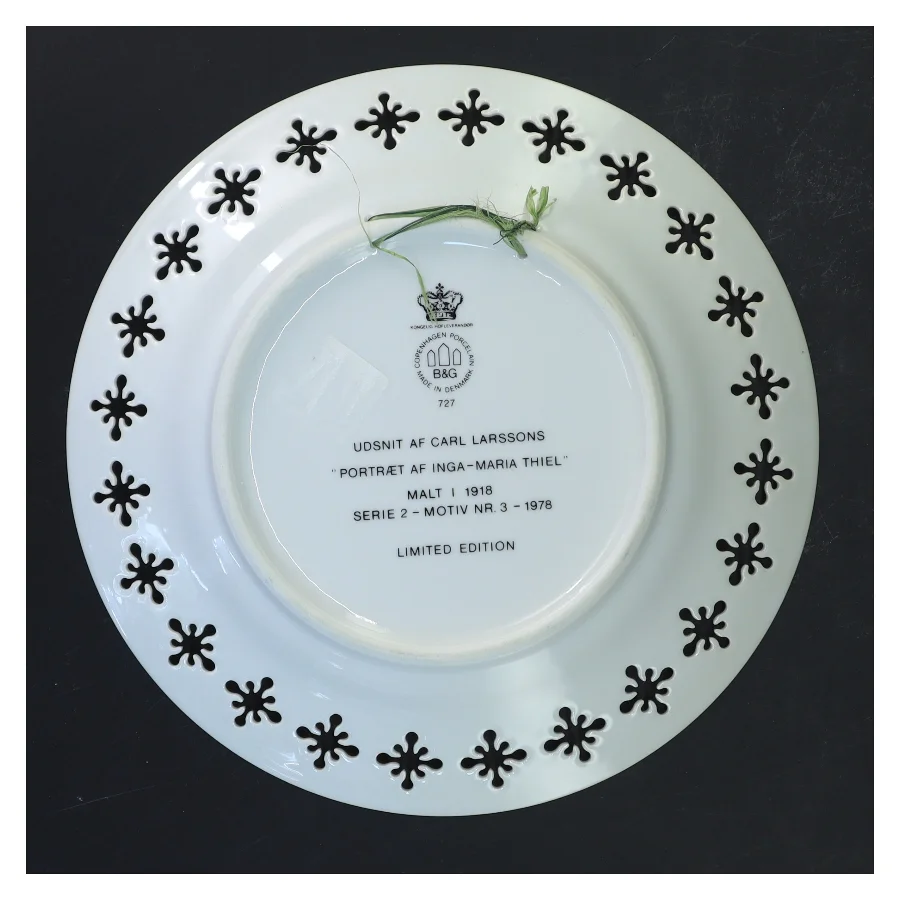 KONGELIG HOFLEVERANDØR
COPENHAGEN PORCELAIN
B&G
MADE IN DENMARK
727
UDSNIT AF CARL LARSSONS
"PORTRÆT AF INGA-MARIA THIEL"
MALT I 1918
SERIE 2 - MOTIV NR. 3 - 1978
LIMITED EDITION